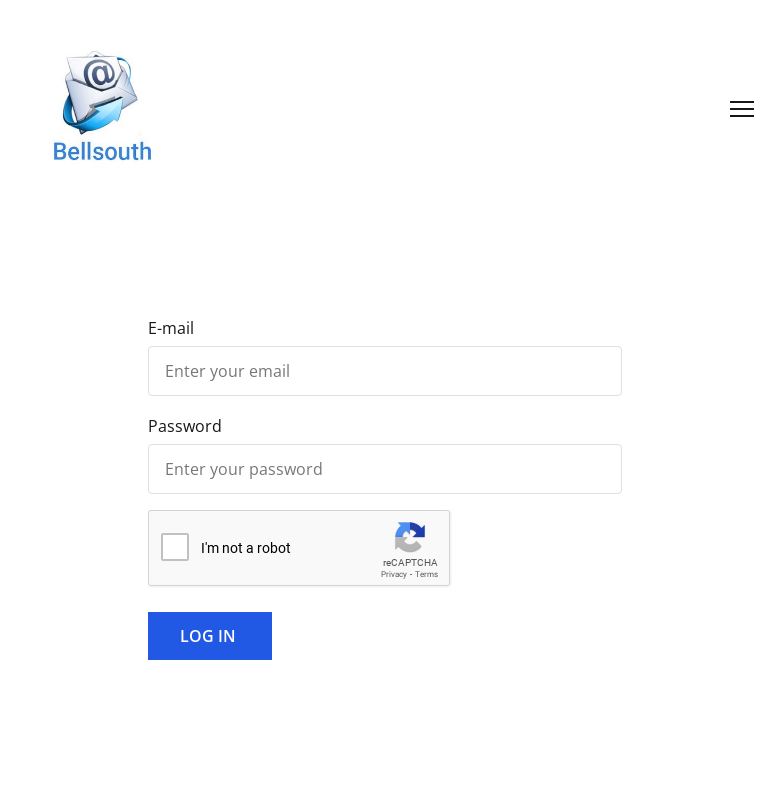 @
Bellsouth
E-mail
Enter your email
Password
Enter your password
I'm not a robot
reCAPTCHA
Privacy - Terms
LOG IN